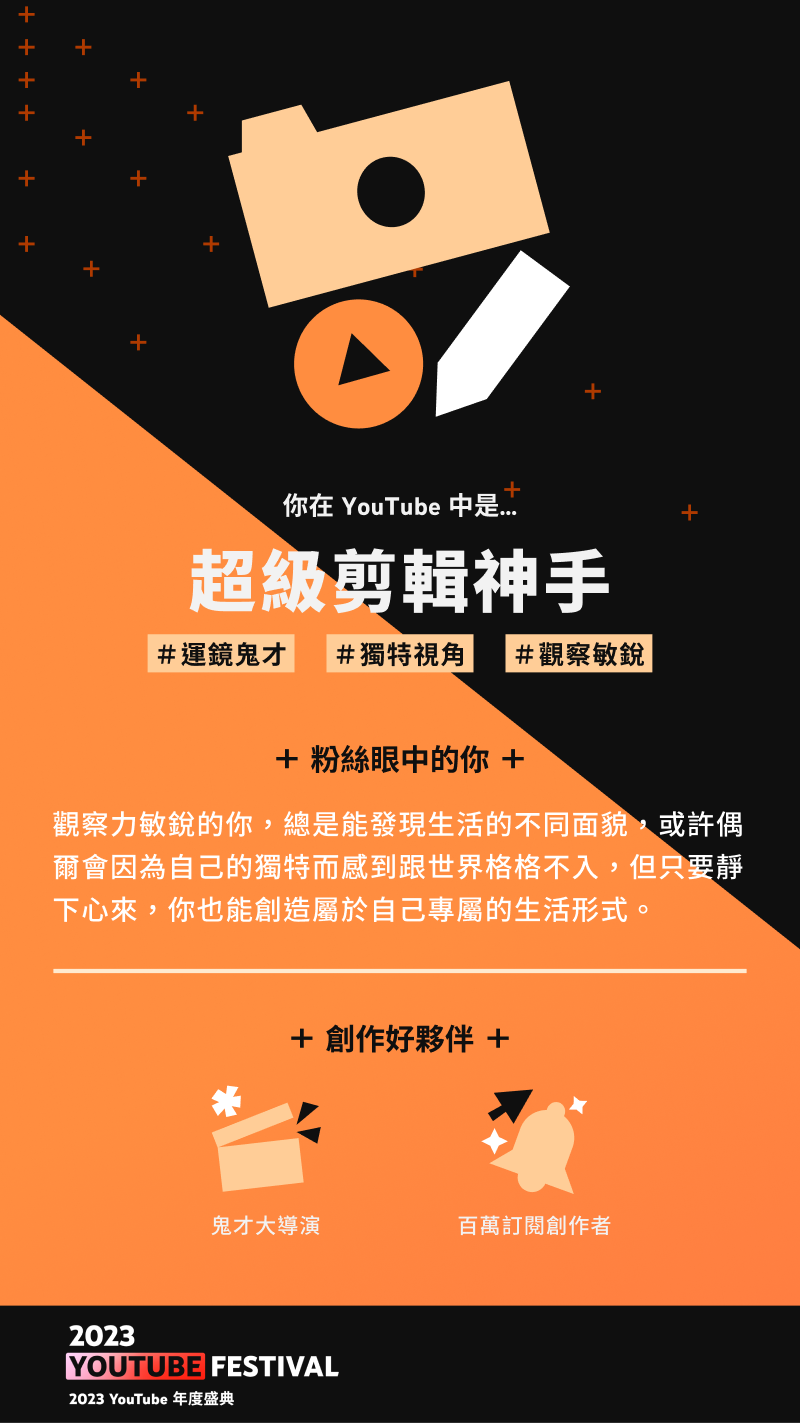 你在 YouTube 中是...
超級剪輯神手
＃運鏡鬼才 ＃獨特視角 ＃觀察敏銳
＋ 粉絲眼中的你 ＋
觀察力敏銳的你，總是能發現生活的不同面貌，或許偶
爾會因為自己的獨特而感到跟世界格格不入，但只要靜
下心來，你也能創造屬於自己專屬的生活形式。
＋ 創作好夥伴 ＋
鬼才大導演 百萬訂閱創作者
2023
YOUTUBE FESTIVAL
2023 YouTube 年度盛典